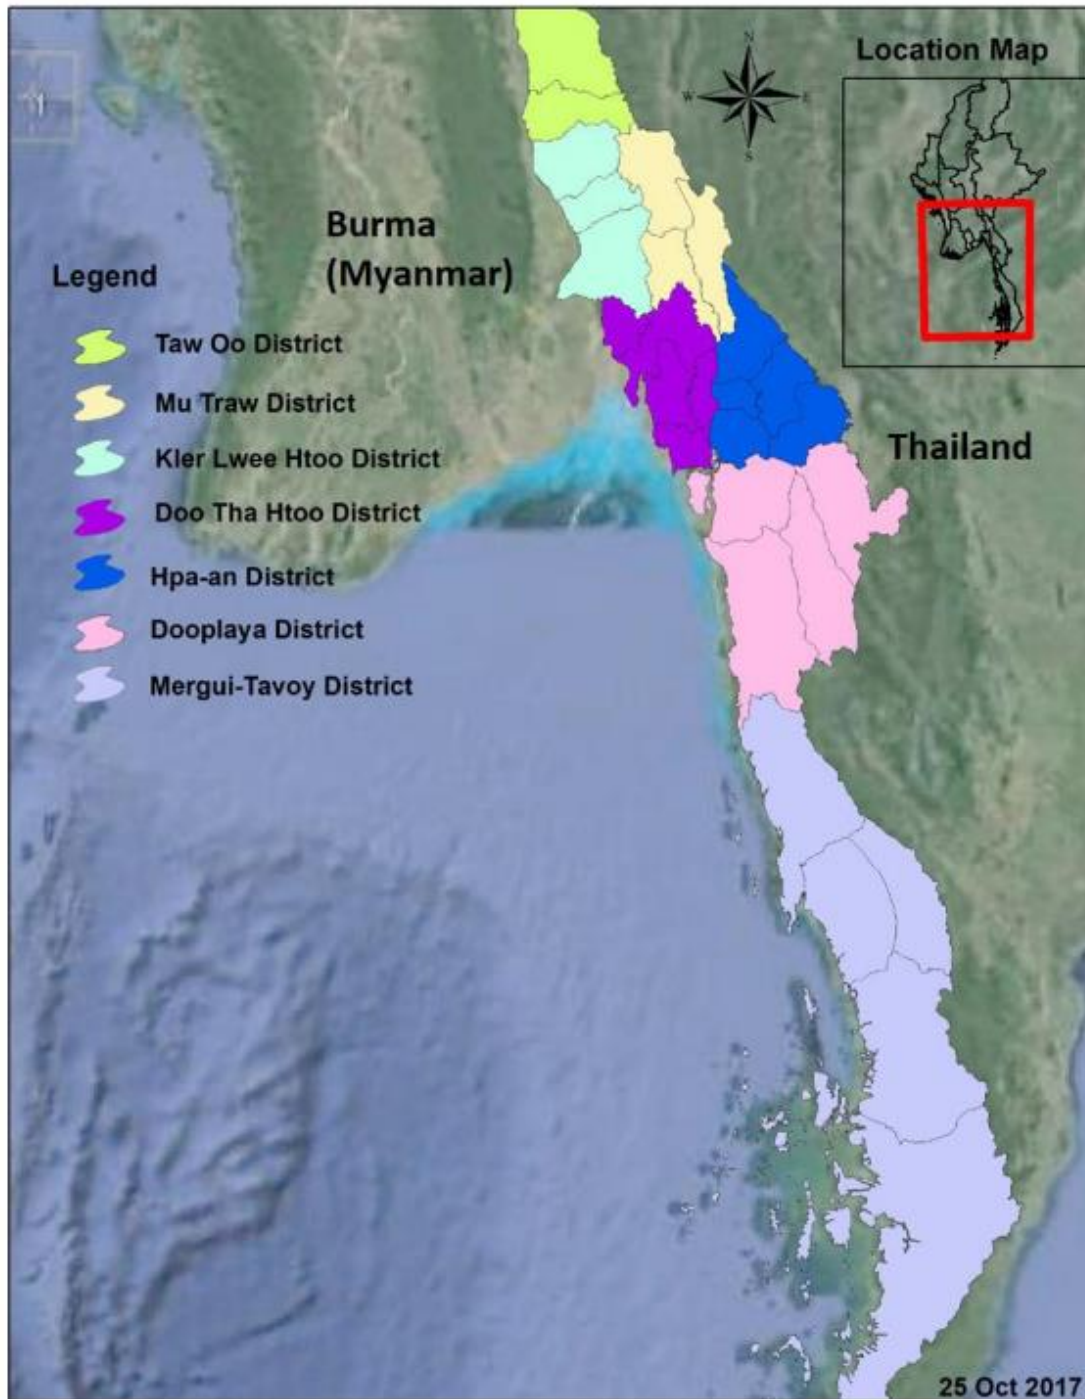 N
W
E
S
Location Map
1
Burma
(Myanmar)
Legend
Taw Oo District
Mu Traw District
Kler Lwee Htoo District
Doo Tha Htoo District
Hpa-an District
Dooplaya District
Mergui-Tavoy District
Thailand
25 Oct 2017